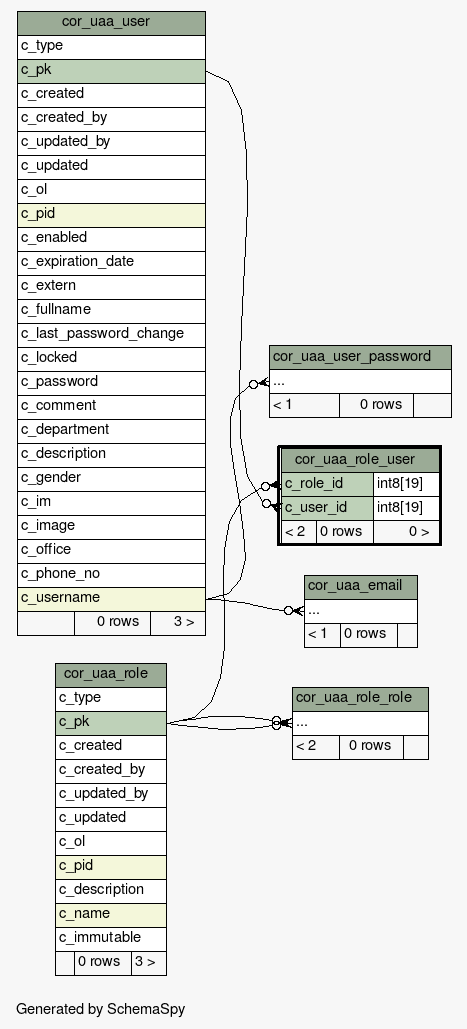 cor_uaa_user
c_type
c_pk
c_created
c_created_by
c_updated_by
c_updated
c_ol
c_pid
c_enabled
c_expiration_date
c_extern
c_fullname
c_last_password_change
c_locked
c_password
c_comment
c_department
c_description
c_gender
c_im
c_image
c_office
c_phone_no
c_username
0 rows 3 >
cor_uaa_user_password
...
< 1 0 rows
cor_uaa_role_user
c_role_id int8[19]
c_user_id int8[19]
< 2 0 rows 0 >
cor_uaa_email
...
< 1 0 rows
cor_uaa_role
c_type
c_pk
c_created
c_created_by
c_updated_by
c_updated
c_ol
c_pid
c_description
c_name
c_immutable
0 rows 3 >
cor_uaa_role_role
...
< 2 0 rows
Generated by SchemaSpy